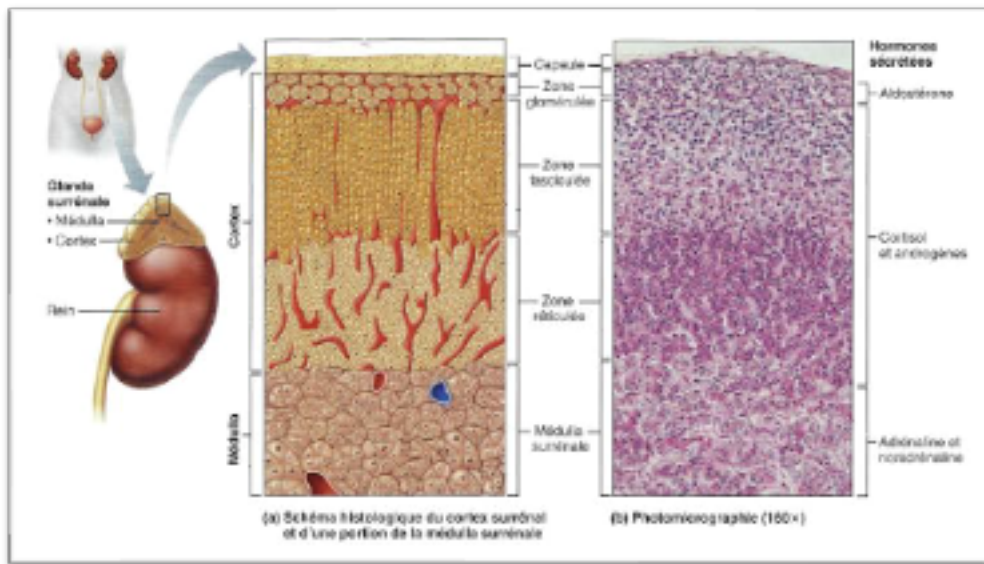 Glande
surrénale
• Médulla
• Cortex
Rein
Cortex
Médulla
Capsule
Zone
glomérulée
Zone
fasciculée
Zone
réticulée
Médulla
surrénale
Hormones
sécrétées
Aldostérone
Cortisol
et androgènes
Adrénaline et
noradrénaline
(a) Schéma histologique du cortex surrénal
et d'une portion de la médulla surrénale
(b) Photomicrographie (160×)